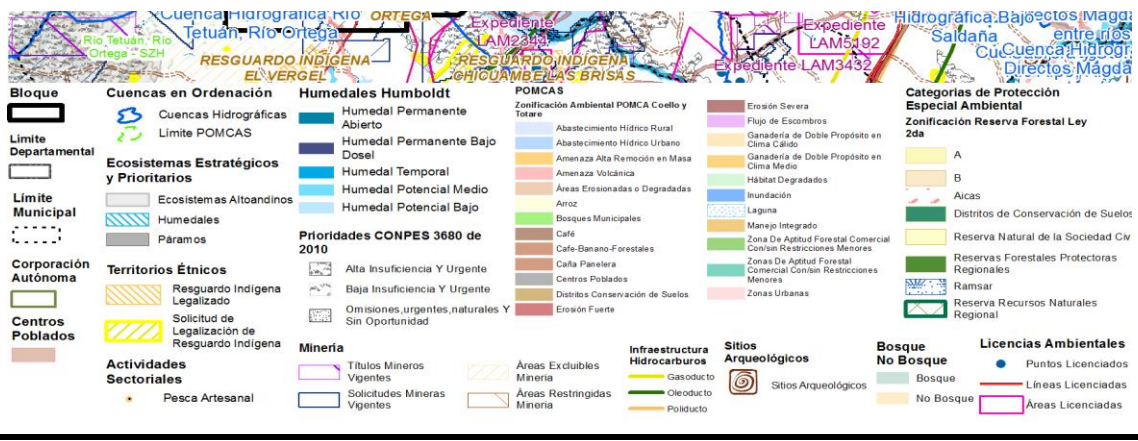 Cuenca Hidrográfica Río
Tetuán, Río Ortega
ORTEGA
Río Tetuán, Río
Ortega - SZH
RESGUARDO INDÍGENA
EL VERGEL
Expediente
LAM2344
RESGUARDO INDÍGENA
CHICUAMBE LAS BRISAS
Expediente
LAM5192
Expediente LAM3432
Hidrográfica Bajo
Saldaña
ectos Magda
entre ríos
Cuenca Hidrográ
Directos Magda
Bloque
Limite
Departamental
Límite
Municipal
Corporación
Autónoma
Centros
Poblados
Cuencas en Ordenación
Cuencas Hidrográficas
Límite POMCAS
Ecosistemas Estratégicos
y Prioritarios
Ecosistemas Altoandinos
Humedales
Páramos
Territorios Étnicos
Resguardo Indígena
Legalizado
Solicitud de
Legalización de
Resguardo Indígena
Actividades
Sectoriales
Pesca Artesanal
Humedales Humboldt
Humedal Permanente
Abierto
Humedal Permanente Bajo
Dosel
Humedal Temporal
Humedal Potencial Medio
Humedal Potencial Bajo
Prioridades CONPES 3680 de
2010
Alta Insuficiencia Y Urgente
Baja Insuficiencia Y Urgente
Omisiones,urgentes,naturales Y
Sin Oportunidad
Minería
Títulos Mineros
Vigentes
Solicitudes Mineras
Vigentes
Áreas Excluibles
Mineria
Áreas Restringidas
Mineria
POMCAS
Zonificación Ambiental POMCA Coello y
Totare
Abastecimiento Hídrico Rural
Abastecimiento Hídrico Urbano
Amenaza Alta Remoción en Masa
Amenaza Volcánica
Áreas Erosionadas o Degradadas
Arroz
Bosques Municipales
Café
Cafe-Banano-Forestales
Caña Panelera
Centros Poblados
Distritos Conservación de Suelos
Erosión Fuerte
Erosión Severa
Flujo de Escombros
Ganadería de Doble Propósito en
Clima Cálido
Ganadería de Doble Propósito en
Clima Medio
Hábitat Degradados
Inundación
Laguna
Manejo Integrado
Zona De Aptitud Forestal Comercial
Con/sin Restricciones Menores
Zonas De Aptitud Forestal
Comercial Con/sin Restricciones
Menores
Zonas Urbanas
Infraestructura
Hidrocarburos
Gasoducto
Oleoducto
Poliducto
Sitios
Arqueológicos
Sitios Arqueológicos
Categorias de Protección
Especial Ambiental
Zonificación Reserva Forestal Ley
2da
A
B
Aicas
Distritos de Conservación de Suelos
Reserva Natural de la Sociedad Civ
Reservas Forestales Protectoras
Regionales
Ramsar
Reserva Recursos Naturales
Regional
Bosque
No Bosque
Bosque
No Bosque
Licencias Ambientales
Puntos Licenciados
Líneas Licenciadas
Áreas Licenciadas